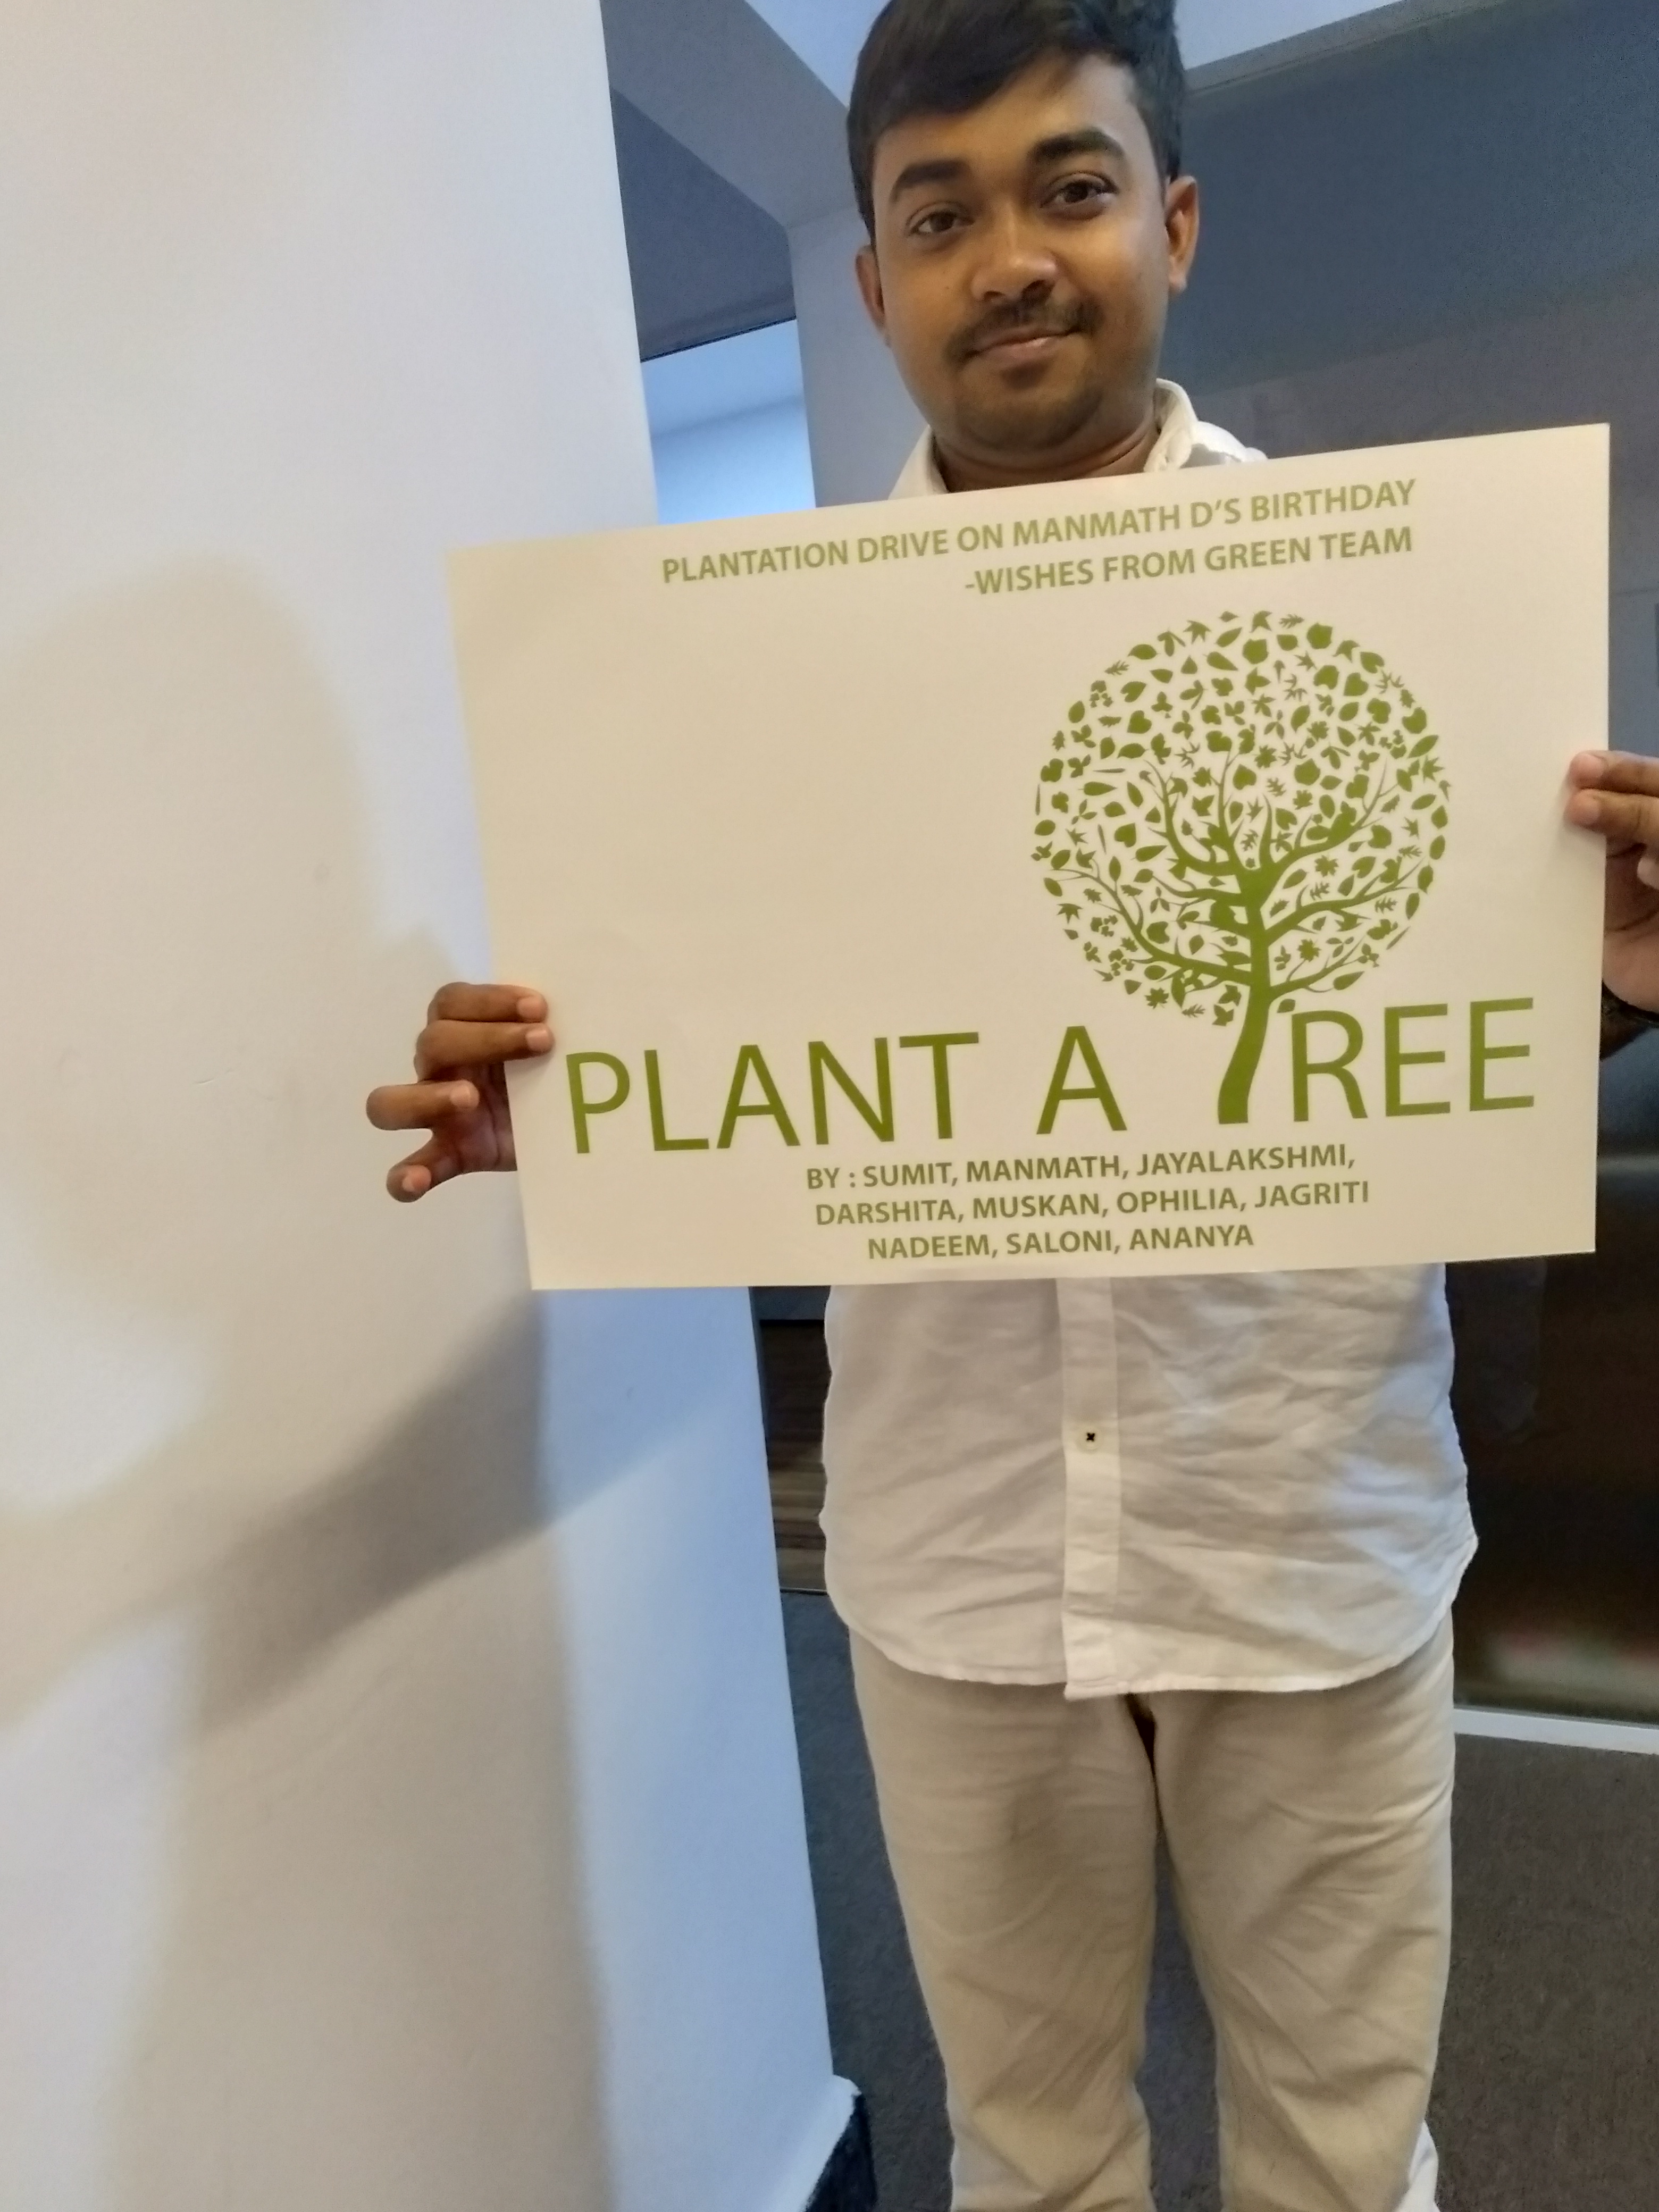 PLANTATION DRIVE ON MANMATH D'S BIRTHDAY
-WISHES FROM GREEN TEAM
PLANT A TREE
BY : SUMIT, MANMATH, JAYALAKSHMI,
DARSHITA, MUSKAN, OPHILIA, JAGRITI
NADEEM, SALONI, ANANYA